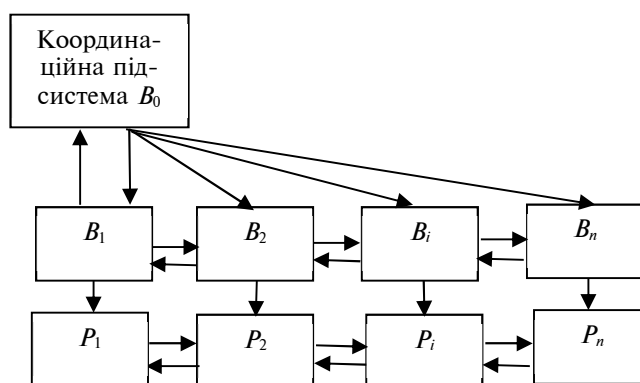 Координа-
ційна під-
система B₀
B₁ B₂ Bᵢ Bₙ
P₁ P₂ Pᵢ Pₙ